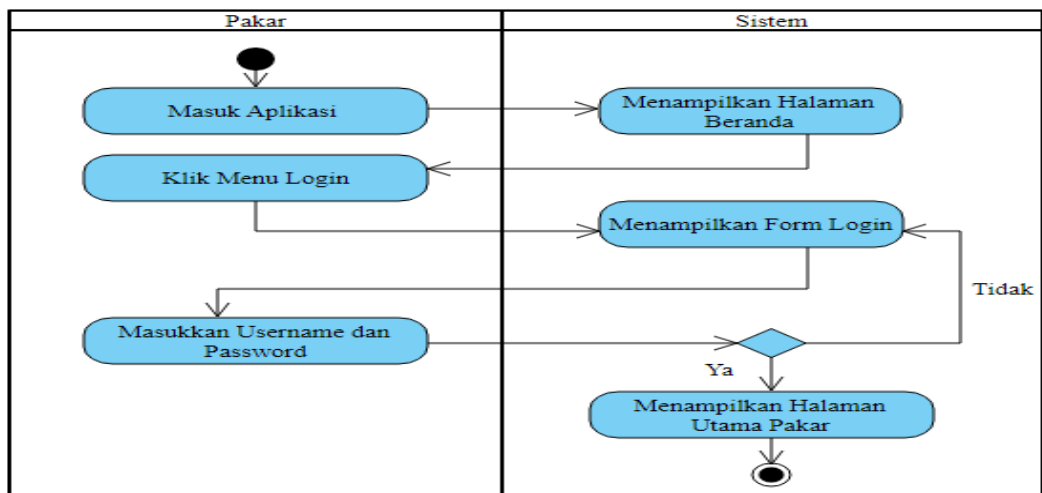 Pakar
Sistem
Masuk Aplikasi
Menampilkan Halaman
Beranda
Klik Menu Login
Menampilkan Form Login
Tidak
Masukkan Username dan
Password
Ya
Menampilkan Halaman
Utama Pakar